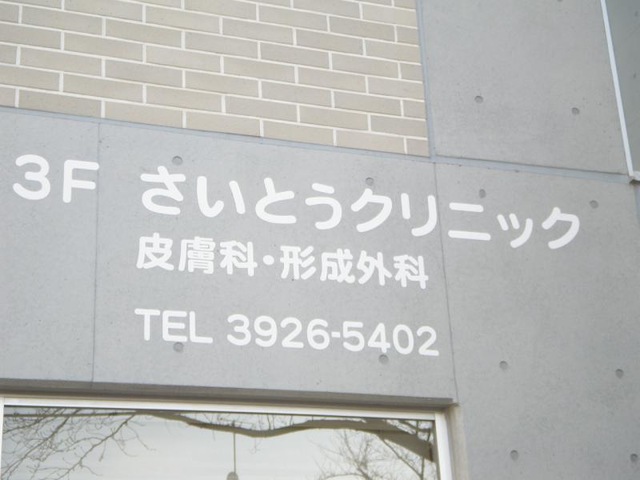 3F さいとうクリニック
皮膚科・形成外科
TEL 3926-5402